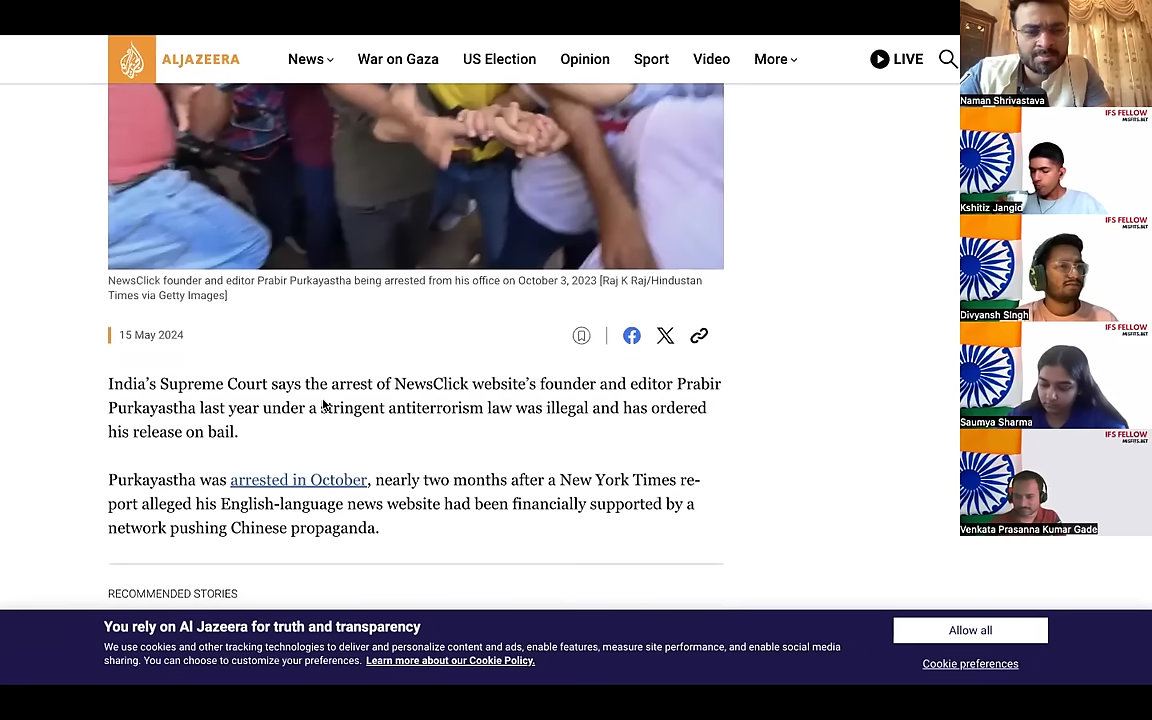 ALJAZEERA
News
War on Gaza
US Election
Opinion
Sport
Video
More
LIVE
NewsClick founder and editor Prabir Purkayastha being arrested from his office on October 3, 2023 [Raj K Raj/Hindustan
Times via Getty Images]
15 May 2024
India’s Supreme Court says the arrest of NewsClick website’s founder and editor Prabir
Purkayastha last year under a stringent antiterrorism law was illegal and has ordered
his release on bail.
Purkayastha was arrested in October, nearly two months after a New York Times re-
port alleged his English-language news website had been financially supported by a
network pushing Chinese propaganda.
RECOMMENDED STORIES
You rely on Al Jazeera for truth and transparency
We use cookies and other tracking technologies to deliver and personalize content and ads, enable features, measure site performance, and enable social media
sharing. You can choose to customize your preferences. Learn more about our Cookie Policy.
Allow all
Cookie preferences
Naman Shrivastava
IFS FELLOW
MISFITS.NET
Kshitiz Jangid
IFS FELLOW
MISFITS.NET
Divyansh Singh
IFS FELLOW
MISFITS.NET
Saumya Sharma
IFS FELLOW
MISFITS.NET
Venkata Prasanna Kumar Gade